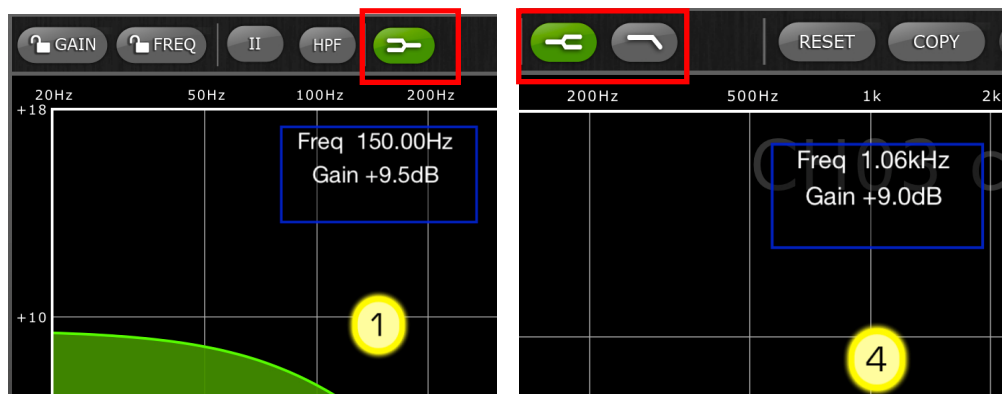 GAIN FREQ II HPF
20Hz 50Hz 100Hz 200Hz
+18
Freq 150.00Hz
Gain +9.5dB
+10
1
RESET COPY
200Hz 500Hz 1k 2k
CH03
Freq 1.06kHz
Gain +9.0dB
4